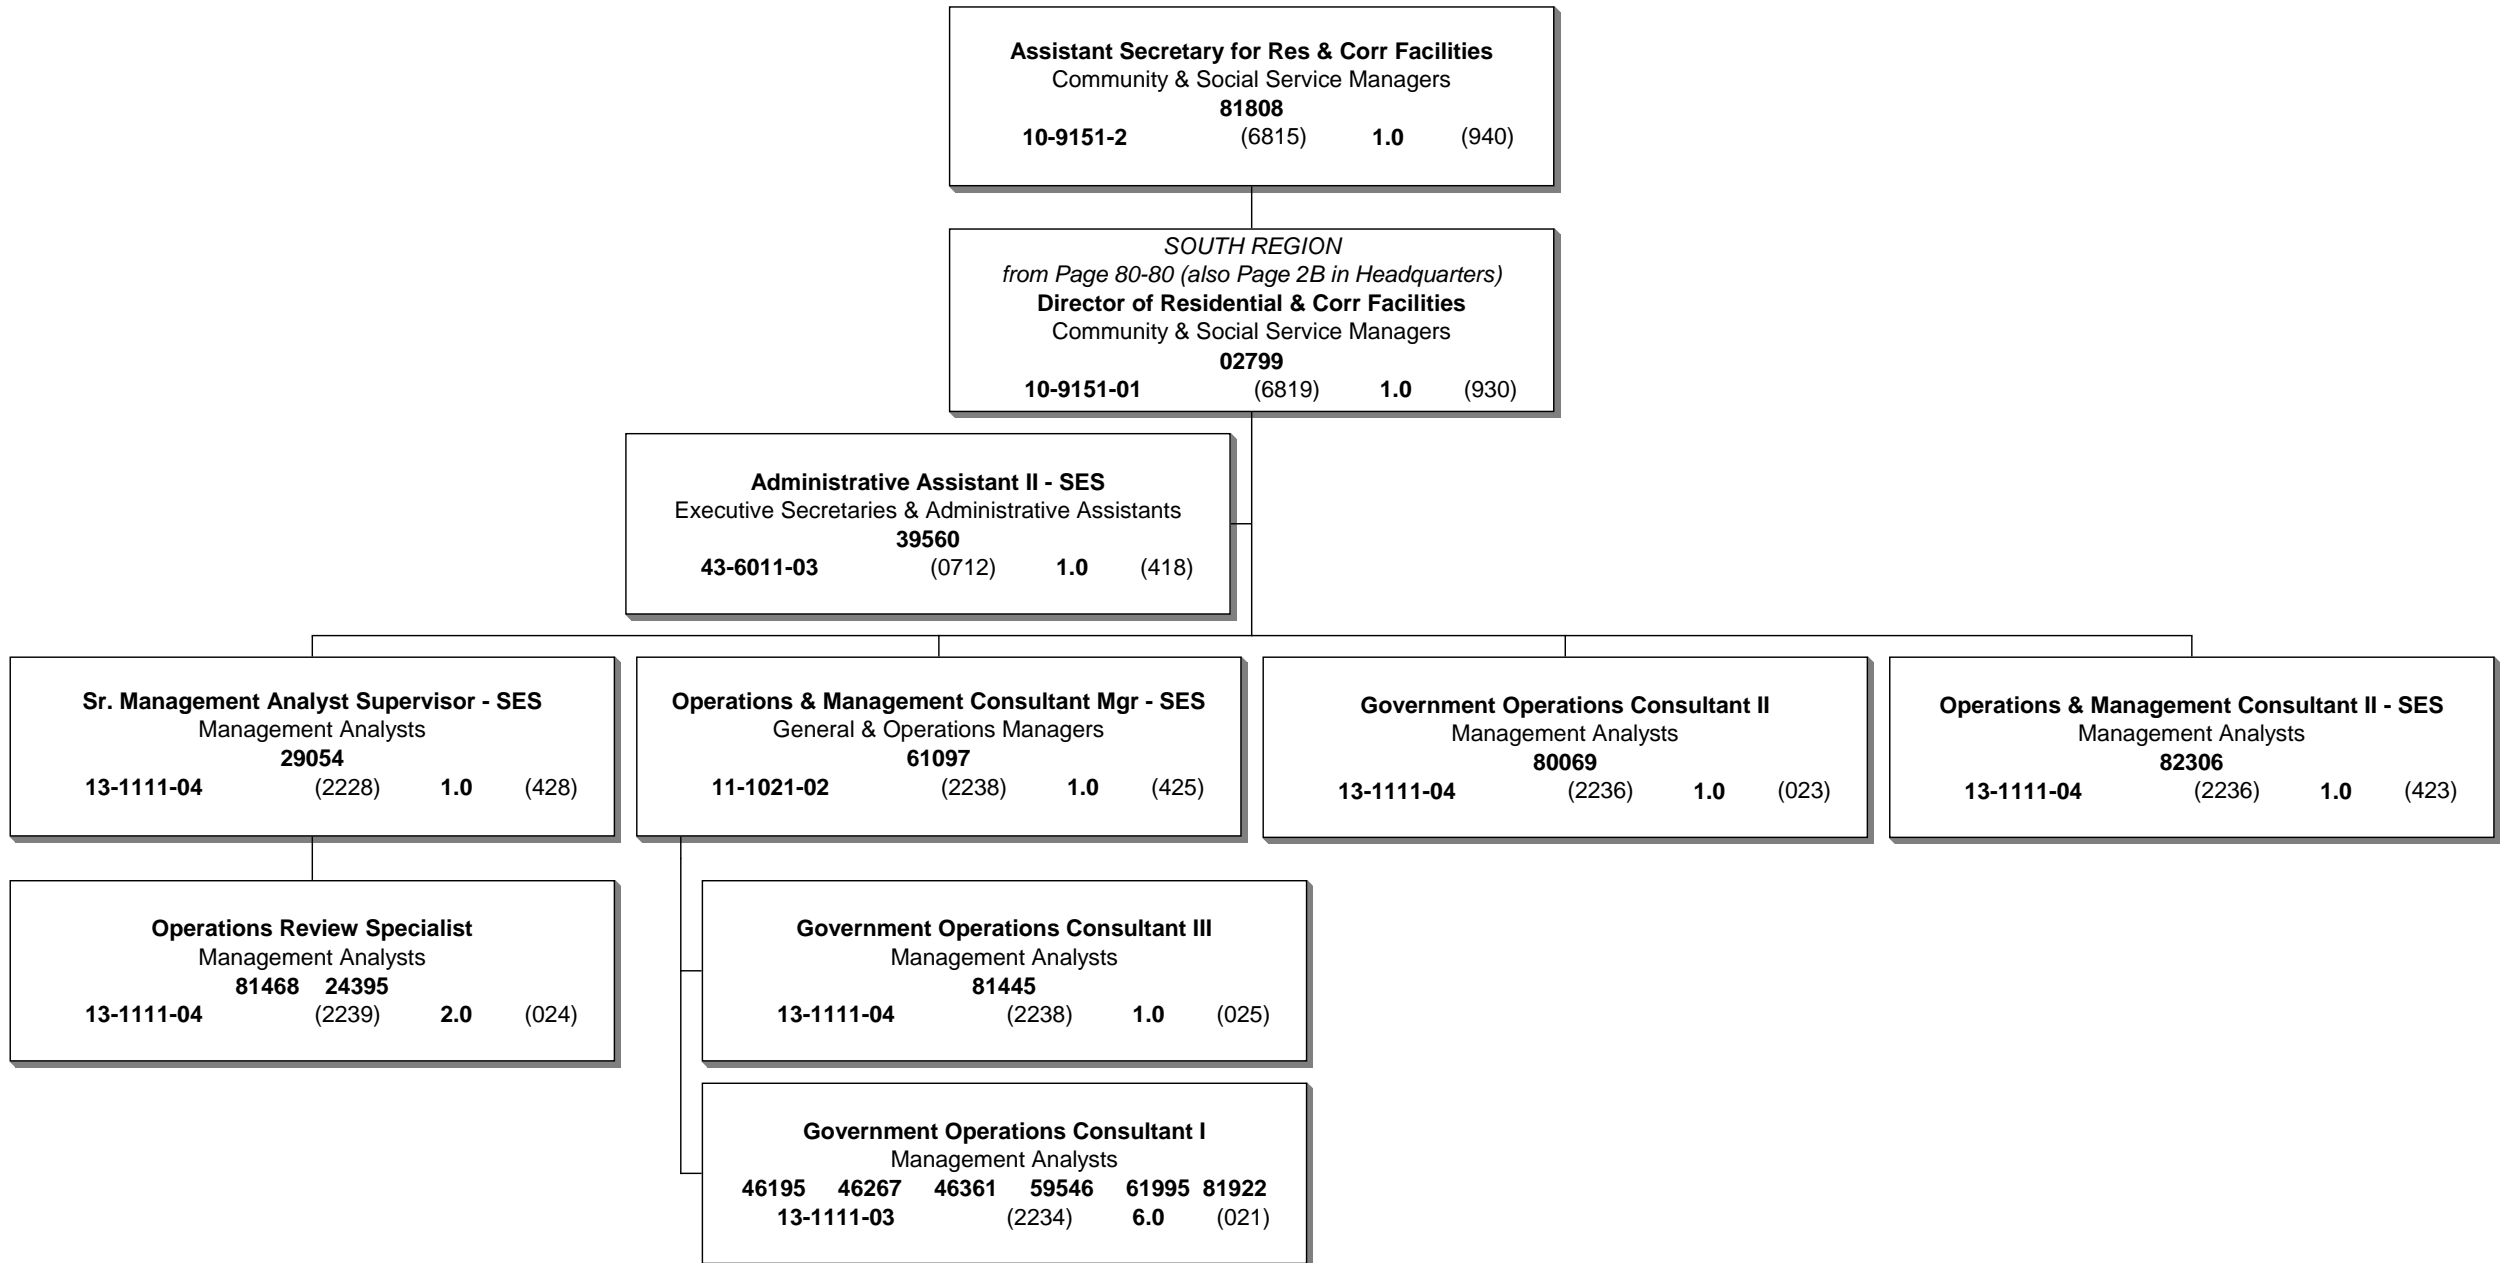 Assistant Secretary for Res & Corr Facilities
Community & Social Service Managers
81808
10-9151-2 (6815) 1.0 (940)
SOUTH REGION
from Page 80-80 (also Page 2B in Headquarters)
Director of Residential & Corr Facilities
Community & Social Service Managers
02799
10-9151-01 (6819) 1.0 (930)
Administrative Assistant II - SES
Executive Secretaries & Administrative Assistants
39560
43-6011-03 (0712) 1.0 (418)
Sr. Management Analyst Supervisor - SES
Management Analysts
29054
13-1111-04 (2228) 1.0 (428)
Operations & Management Consultant Mgr - SES
General & Operations Managers
61097
11-1021-02 (2238) 1.0 (425)
Government Operations Consultant II
Management Analysts
80069
13-1111-04 (2236) 1.0 (023)
Operations & Management Consultant II - SES
Management Analysts
82306
13-1111-04 (2236) 1.0 (423)
Operations Review Specialist
Management Analysts
81468 24395
13-1111-04 (2239) 2.0 (024)
Government Operations Consultant III
Management Analysts
81445
13-1111-04 (2238) 1.0 (025)
Government Operations Consultant I
Management Analysts
46195 46267 46361 59546 61995 81922
13-1111-03 (2234) 6.0 (021)